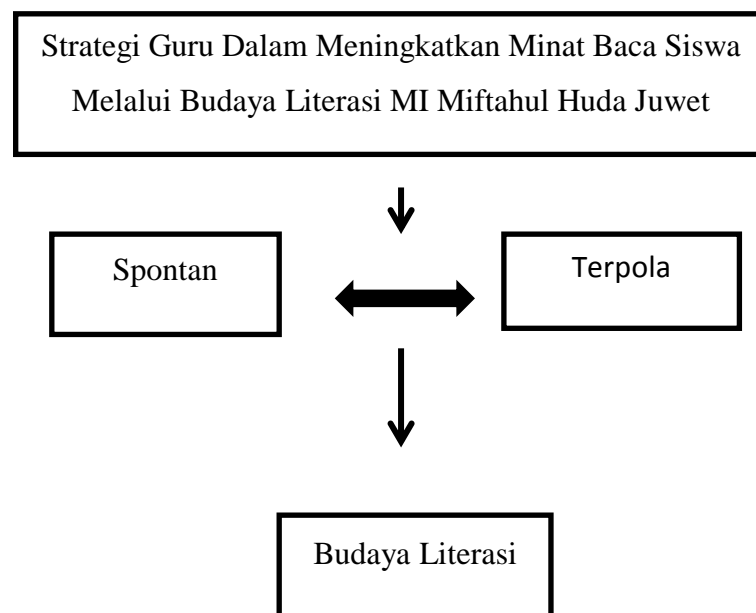 Strategi Guru Dalam Meningkatkan Minat Baca Siswa
Melalui Budaya Literasi MI Miftahul Huda Juwet
Spontan
Terpola
Budaya Literasi